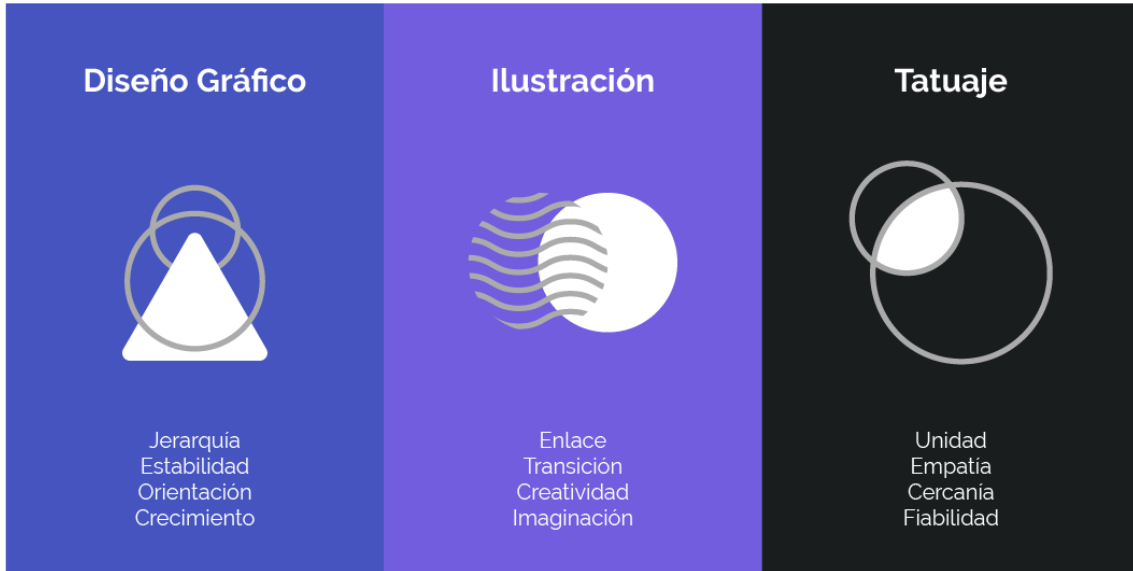 Diseño Gráfico
Jerarquía
Estabilidad
Orientación
Crecimiento
Ilustración
Enlace
Transición
Creatividad
Imaginación
Tatuaje
Unidad
Empatía
Cercanía
Fiabilidad